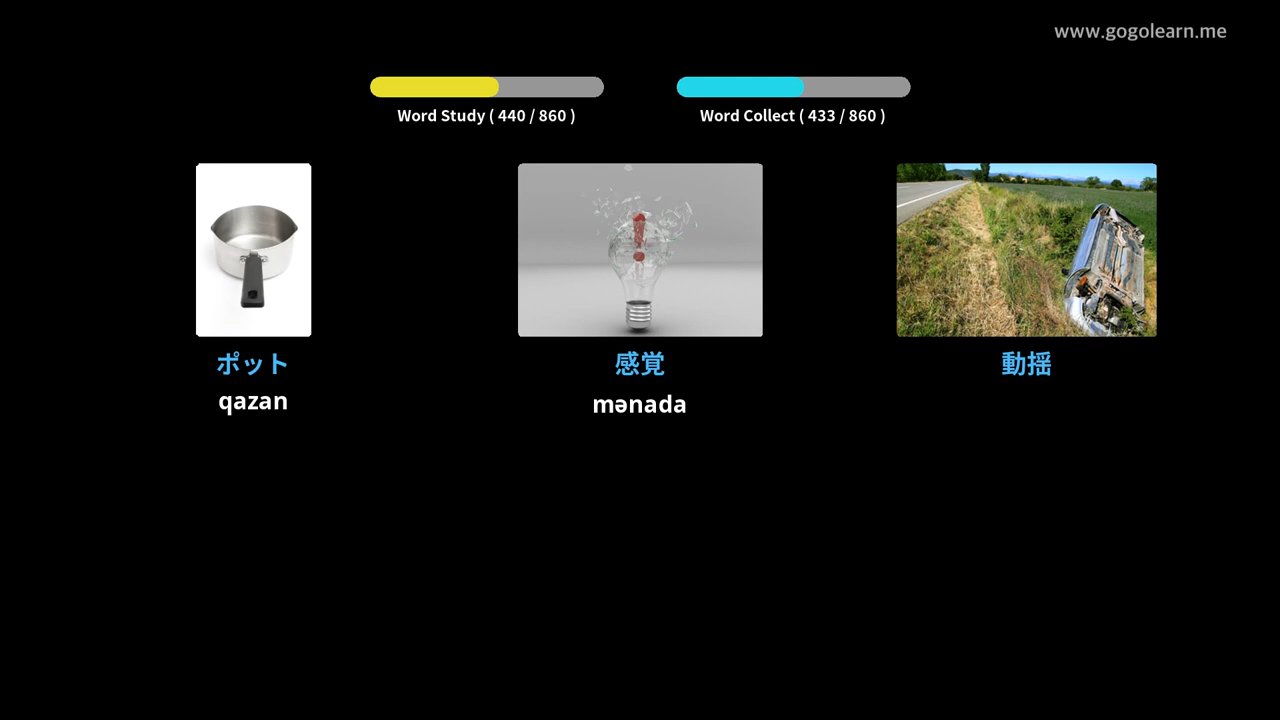 www.gogolearn.me
Word Study ( 440 / 860 )
Word Collect ( 433 / 860 )
ポット
感覚
動揺
qazan
mənada